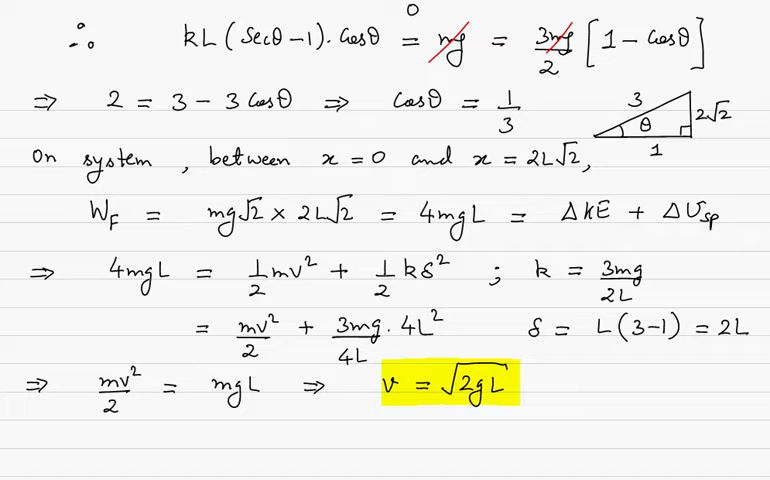 0
∴ kL(Secθ-1).Cosθ = mg = 3mg/2 [1-Cosθ]
⇒ 2 = 3-3Cosθ ⇒ Cosθ = 1/3 3 2√2 θ 1
On system, between x=0 and x=2L√2,
W_F = mg√2 × 2L√2 = 4mgL = ΔKE + ΔU_sp
⇒ 4mgL = 1/2 mv² + 1/2 kδ² ; k = 3mg/2L
= mv²/2 + 3mg/4L . 4L² δ = L(3-1) = 2L
⇒ mv²/2 = mgL ⇒ v = √2gL